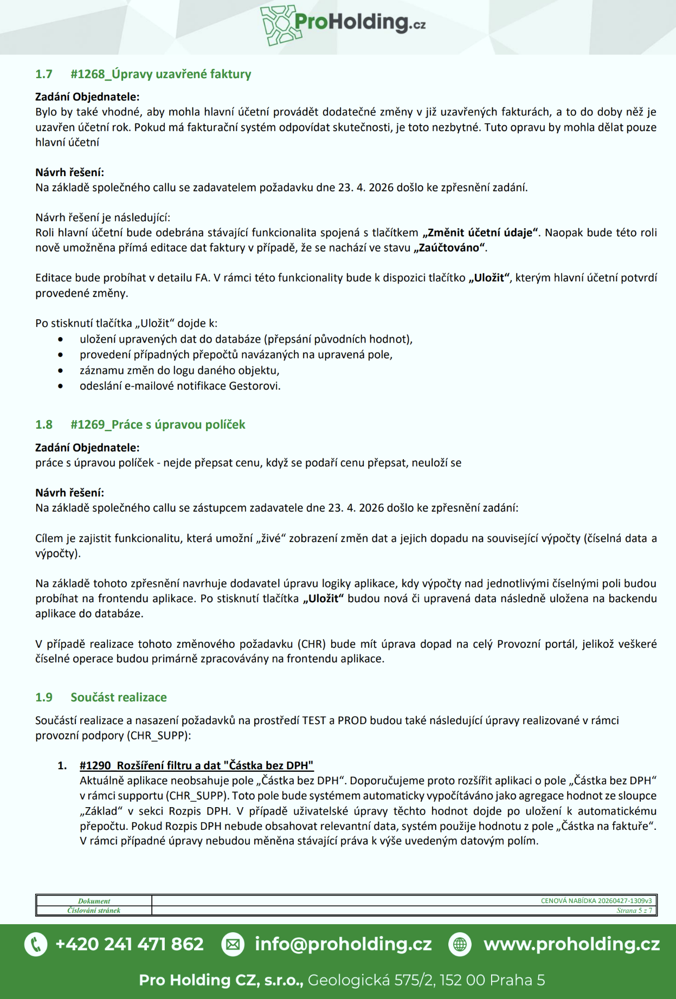 ProHolding.cz
1.7 #1268_Úpravy uzavřené faktury
Zadání Objednatele:
Bylo by také vhodné, aby mohla hlavní účetní provádět dodatečné změny v již uzavřených fakturách, a to do doby něž je
uzavřen účetní rok. Pokud má fakturační systém odpovídat skutečnosti, je toto nezbytné. Tuto opravu by mohla dělat pouze
hlavní účetní
Návrh řešení:
Na základě společného callu se zadavatelem požadavku dne 23. 4. 2026 došlo ke zpřesnění zadání.
Návrh řešení je následující:
Roli hlavní účetní bude odebrána stávající funkcionalita spojená s tlačítkem „Změnit účetní údaje“. Naopak bude této roli
nově umožněna přímá editace dat faktury v případě, že se nachází ve stavu „Zaúčtováno“.
Editace bude probíhat v detailu FA. V rámci této funkcionality bude k dispozici tlačítko „Uložit“, kterým hlavní účetní potvrdí
provedené změny.
Po stisknutí tlačítka „Uložit“ dojde k:
• uložení upravených dat do databáze (přepsání původních hodnot),
• provedení případných přepočtů navázaných na upravená pole,
• záznamu změn do logu daného objektu,
• odeslání e-mailové notifikace Gestorovi.
1.8 #1269_Práce s úpravou políček
Zadání Objednatele:
práce s úpravou políček - nejde přepsat cenu, když se podaří cenu přepsat, neuloží se
Návrh řešení:
Na základě společného callu se zástupcem zadavatele dne 23. 4. 2026 došlo ke zpřesnění zadání:
Cílem je zajistit funkcionalitu, která umožní „živé“ zobrazení změn dat a jejich dopadu na související výpočty (číselná data a
výpočty).
Na základě tohoto zpřesnění navrhuje dodavatel úpravu logiky aplikace, kdy výpočty nad jednotlivými číselnými poli budou
probíhat na frontendu aplikace. Po stisknutí tlačítka „Uložit“ budou nová či upravená data následně uložena na backendu
aplikace do databáze.
V případě realizace tohoto změnového požadavku (CHR) bude mít úprava dopad na celý Provozní portál, jelikož veškeré
číselné operace budou primárně zpracovávány na frontendu aplikace.
1.9 Součást realizace
Součástí realizace a nasazení požadavků na prostředí TEST a PROD budou také následující úpravy realizované v rámci
provozní podpory (CHR_SUPP):
1. #1290_Rozšíření filtru a dat "Částka bez DPH"
Aktuálně aplikace neobsahuje pole „Částka bez DPH“. Doporučujeme proto rozšířit aplikaci o pole „Částka bez DPH“
v rámci supportu (CHR_SUPP). Toto pole bude systémem automaticky vypočítáváno jako agregace hodnot ze sloupce
„Základ“ v sekci Rozpis DPH. V případě uživatelské úpravy těchto hodnot dojde po uložení k automatickému
přepočtu. Pokud Rozpis DPH nebude obsahovat relevantní data, systém použije hodnotu z pole „Částka na faktuře“.
V rámci případné úpravy nebudou měněna stávající práva k výše uvedeným datovým polím.
Dokument CENOVÁ NABÍDKA 20260427-1309v3
Číslování stránek Strana 5 z 7
+420 241 471 862 info@proholding.cz www.proholding.cz
Pro Holding CZ, s.r.o., Geologická 575/2, 152 00 Praha 5